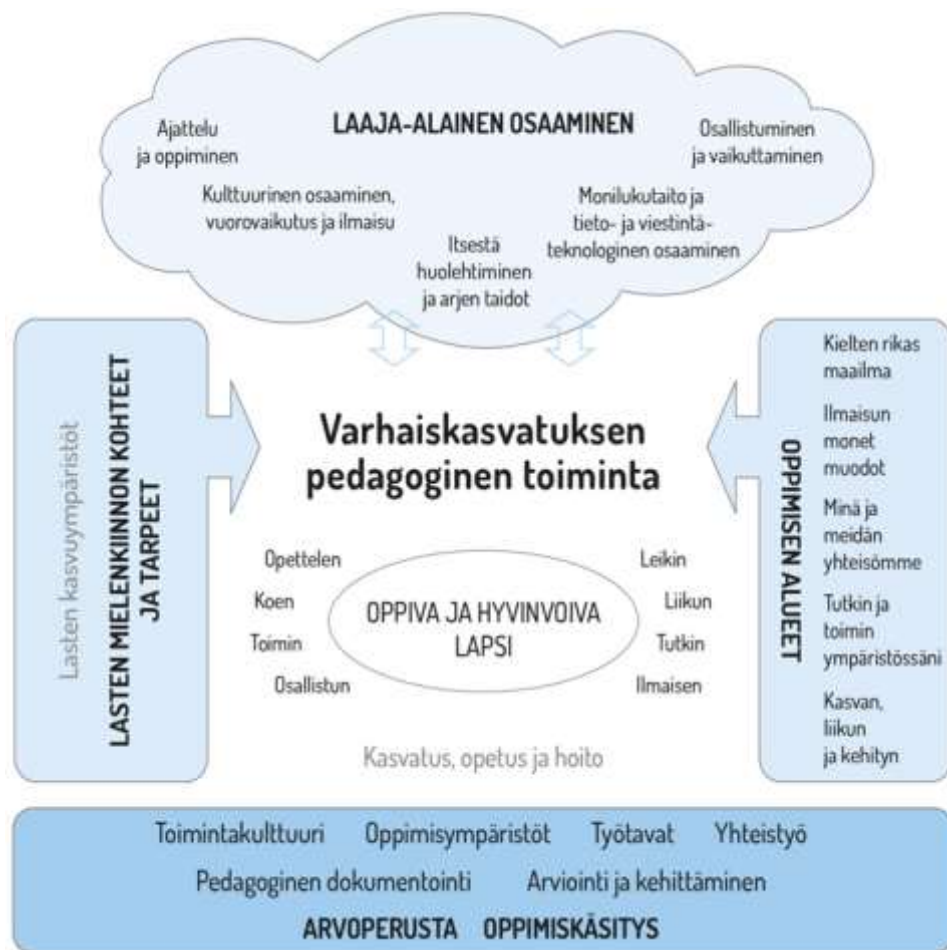 LAAJA-ALAINEN OSAAMINEN
Ajattelu
ja oppiminen
Osallistuminen
ja vaikuttaminen
Kulttuurinen osaaminen,
vuorovaikutus ja ilmaisu
Monilukutaito ja
tieto- ja viestintä-
teknologinen osaaminen
Itsestä
huolehtiminen
ja arjen taidot
Lasten kasvuympäristöt
LASTEN MIELENKIINNON KOHTEET
JA TARPEET
Varhaiskasvatuksen
pedagoginen toiminta
Opettelen
Koen
Toimin
Osallistun
OPPIVA JA HYVINVOIVA
LAPSI
Leikin
Liikun
Tutkin
Ilmaisen
Kasvatus, opetus ja hoito
OPPIMISEN ALUEET
Kielten rikas
maailma
Ilmaisun
monet
muodot
Minä ja
meidän
yhteisömme
Tutkin ja
toimin
ympäristössäni
Kasvan,
liikun
ja kehityn
Toimintakulttuuri Oppimisympäristöt Työtavat Yhteistyö
Pedagoginen dokumentointi Arviointi ja kehittäminen
ARVOPERUSTA OPPIMISKÄSITYS